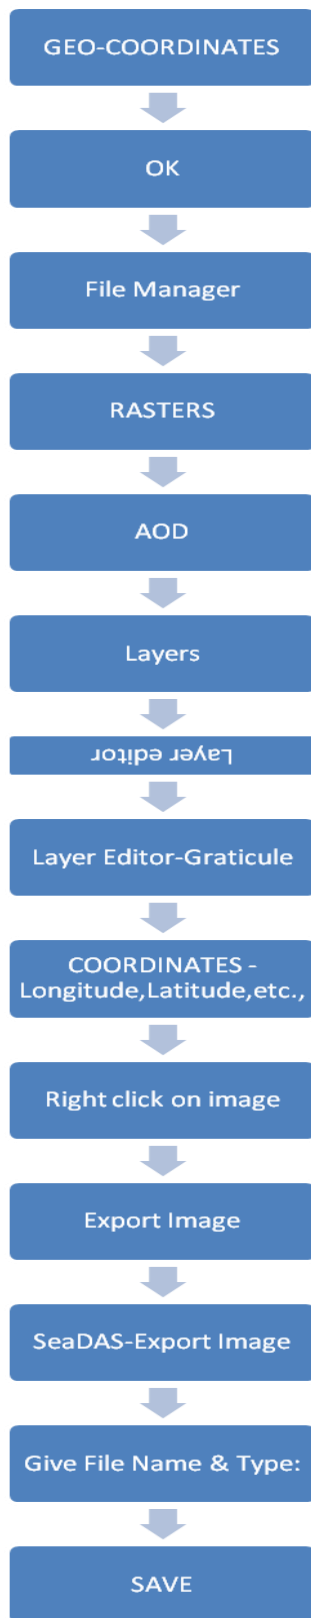 GEO-COORDINATES
OK
File Manager
RASTERS
AOD
Layers
Layer editor
Layer Editor-Graticule
COORDINATES -
Longitude,Latitude,etc.,
Right click on image
Export Image
SeaDAS-Export Image
Give File Name & Type:
SAVE